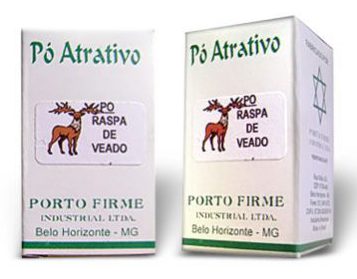 Pó Atrativo
PO
RASPA
DE
VEADO
PORTO FIRME
INDUSTRIAL LTDA.
Belo Horizonte - MG
Pó Atrativo
PO
RASPA
DE
VEADO
PORTO FIRME
INDUSTRIAL LTDA.
Belo Horizonte - MG